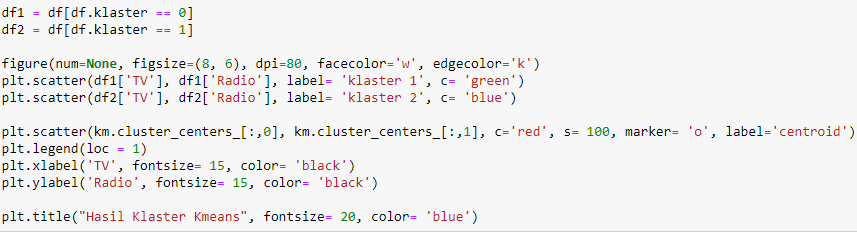 df1 = df[df.klaster == 0]
df2 = df[df.klaster == 1]
figure(num=None, figsize=(8, 6), dpi=80, facecolor='w', edgecolor='k')
plt.scatter(df1['TV'], df1['Radio'], label= 'klaster 1', c= 'green')
plt.scatter(df2['TV'], df2['Radio'], label= 'klaster 2', c= 'blue')
plt.scatter(km.cluster_centers_[:,0], km.cluster_centers_[:,1], c='red', s= 100, marker= 'o', label='centroid')
plt.legend(loc = 1)
plt.xlabel('TV', fontsize= 15, color= 'black')
plt.ylabel('Radio', fontsize= 15, color= 'black')
plt.title("Hasil Klaster Kmeans", fontsize= 20, color= 'blue')